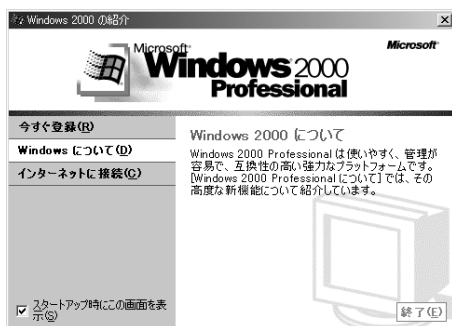 Windows 2000 の紹介
Microsoft
Windows 2000
Professional
Microsoft
今すぐ登録(R)
Windows について(D)
インターネットに接続(C)
Windows 2000 について
Windows 2000 Professional は使いやすく、管理が
容易で、互換性の高い強力なプラットフォームです。
[Windows 2000 Professional について] では、その
高度な新機能について紹介しています。
スタートアップ時にこの画面を表
示(S)
終了(E)